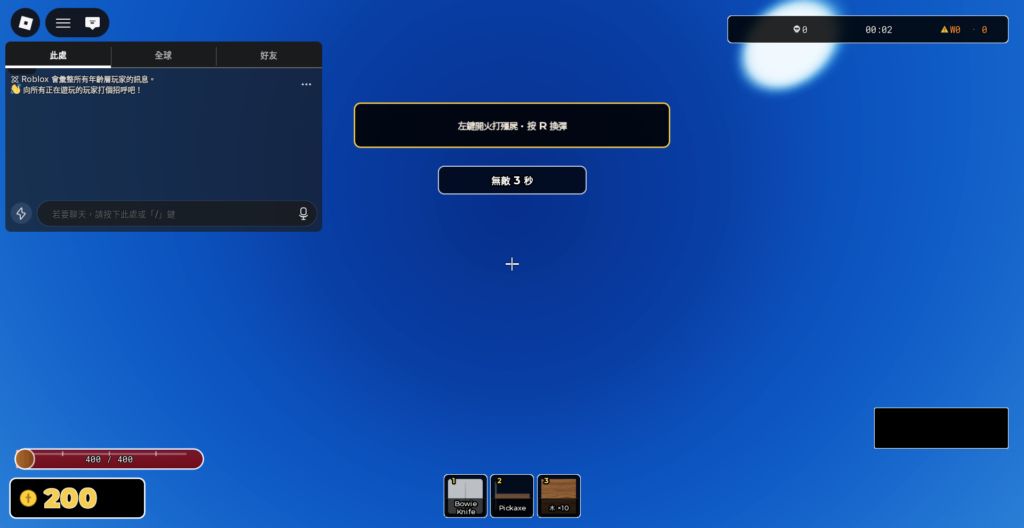 此處
全球
好友
Roblox 會彙整所有年齡層玩家的訊息。
向所有正在遊玩的玩家打個招呼吧！
若要聊天，請按下此處或「/」鍵
0
00:02
W0 · 0
左鍵開火打殭屍・按 R 換彈
無敵 3 秒
400 / 400
200
1
Bowie
Knife
2
Pickaxe
3
木 ×10